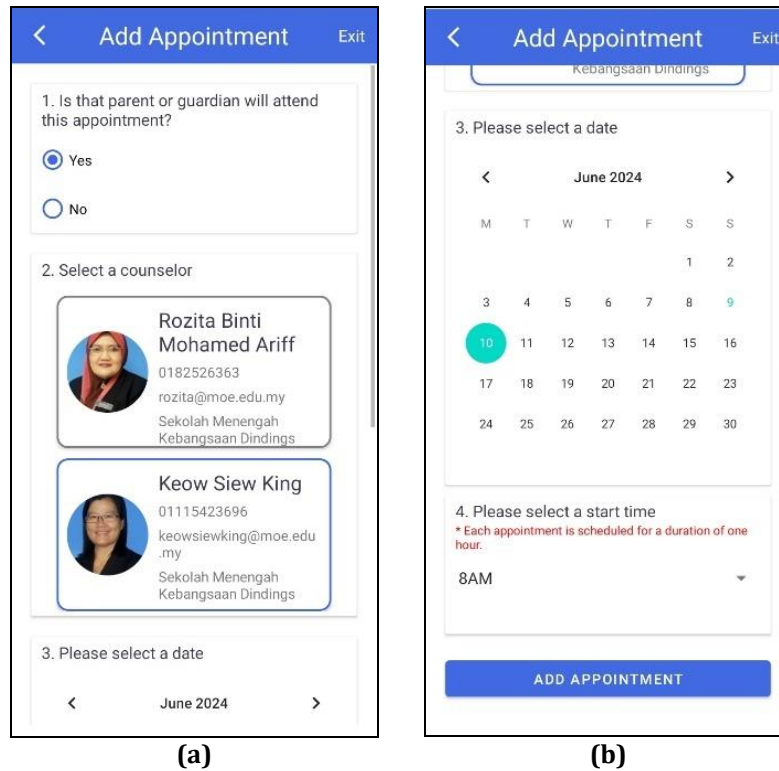 Add Appointment Exit
1. Is that parent or guardian will attend
this appointment?
Yes
No
2. Select a counselor
Rozita Binti
Mohamed Ariff
0182526363
rozita@moe.edu.my
Sekolah Menengah
Kebangsaan Dindings
Keow Siew King
01115423696
keowsiewking@moe.edu
.my
Sekolah Menengah
Kebangsaan Dindings
3. Please select a date
June 2024
(a)
Add Appointment Exit
Kebangsaan Dindings
3. Please select a date
June 2024
M T W T F S S
1 2
3 4 5 6 7 8 9
10 11 12 13 14 15 16
17 18 19 20 21 22 23
24 25 26 27 28 29 30
4. Please select a start time
* Each appointment is scheduled for a duration of one
hour.
8AM
ADD APPOINTMENT
(b)